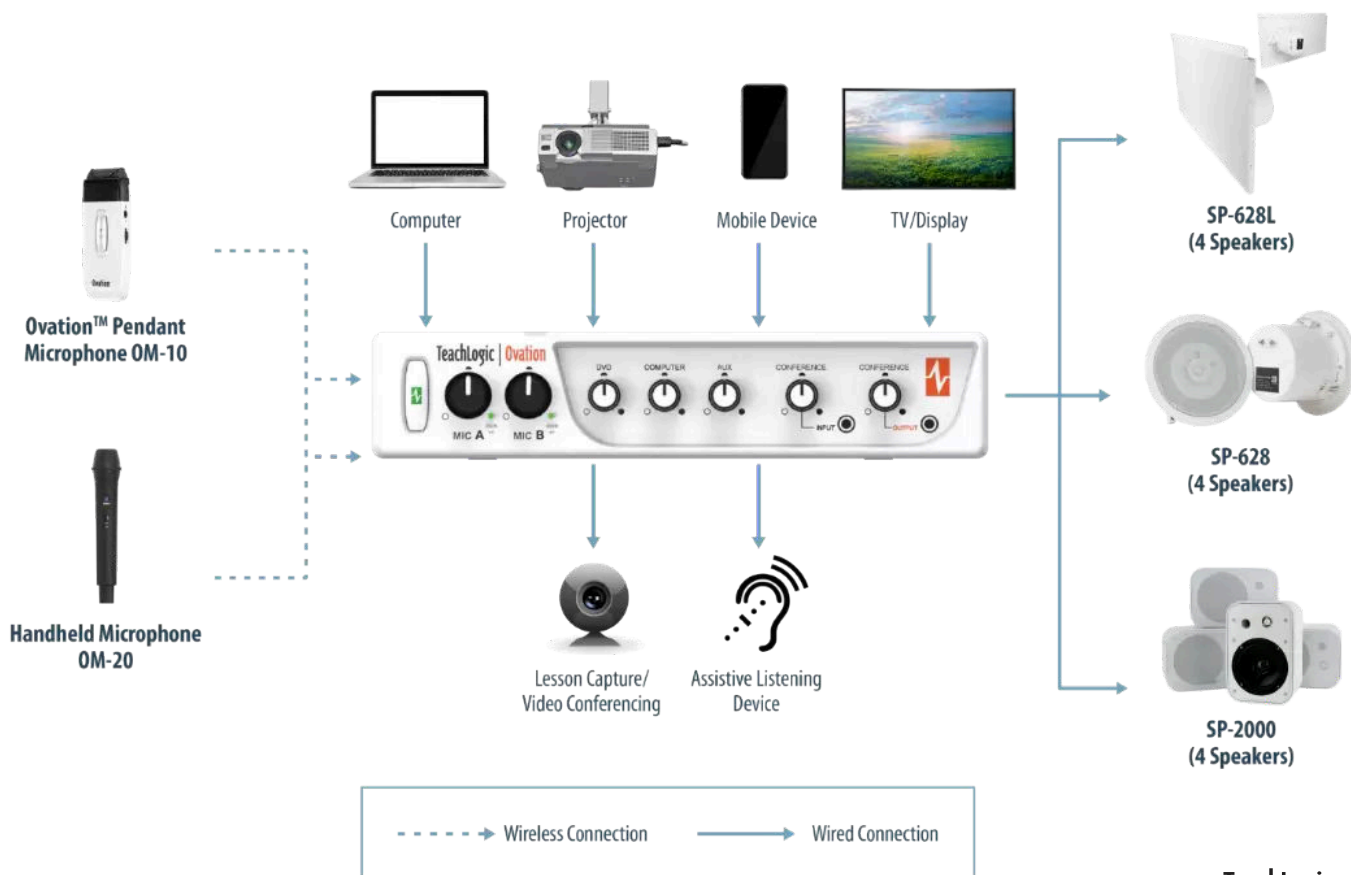 Computer
Projector
Mobile Device
TV/Display
Ovation
Ovation™ Pendant
Microphone OM-10
Handheld Microphone
OM-20
TeachLogic | Ovation
MIC A
MIC B
DVD
COMPUTER
AUX
CONFERENCE
INPUT
CONFERENCE
OUTPUT
Lesson Capture/
Video Conferencing
Assistive Listening
Device
SP-628L
(4 Speakers)
SP-628
(4 Speakers)
SP-2000
(4 Speakers)
Wireless Connection
Wired Connection